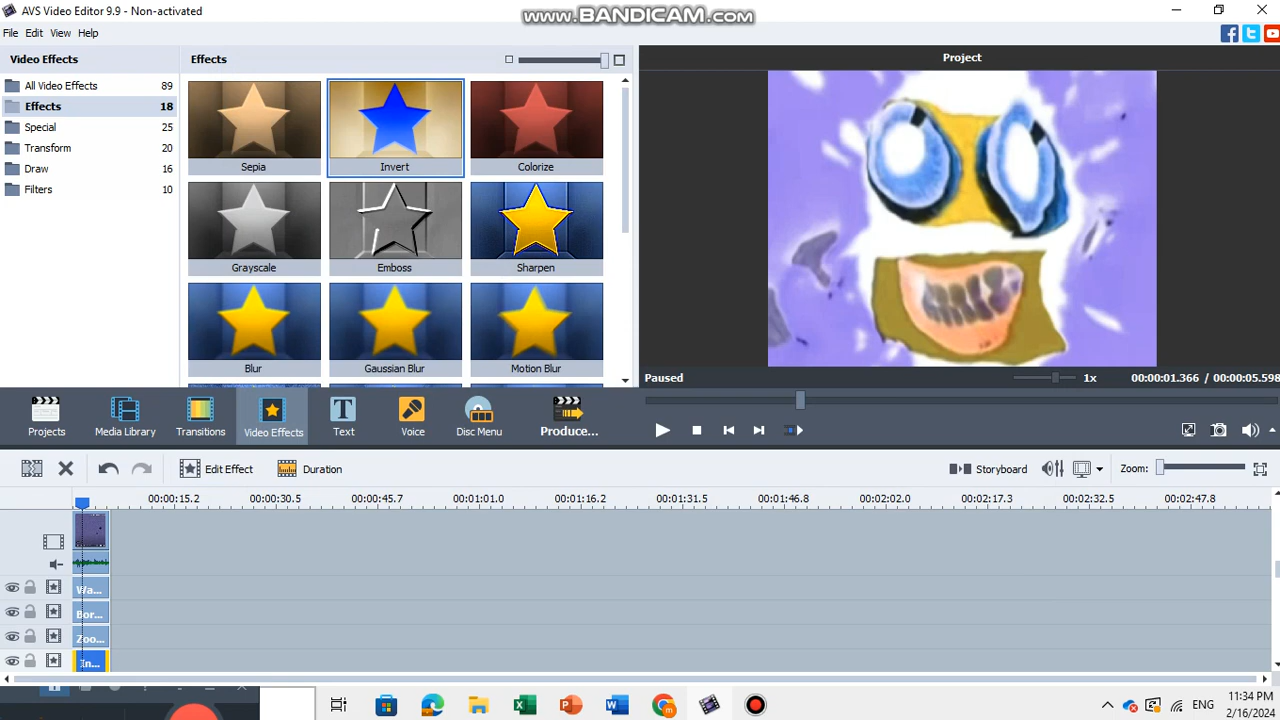 AVS Video Editor 9.9 - Non-activated
www.BANDICAM.com
File Edit View Help
Video Effects
Effects
Project
All Video Effects 89
Effects 18
Special 25
Transform 20
Draw 16
Filters 10
Sepia
Invert
Colorize
Grayscale
Emboss
Sharpen
Blur
Gaussian Blur
Motion Blur
Paused
1x
00:00:01.366 / 00:00:05.598
Projects
Media Library
Transitions
Video Effects
Text
Voice
Disc Menu
Produce...
Edit Effect
Duration
Storyboard
Zoom:
00:00:15.2 00:00:30.5 00:00:45.7 00:01:01.0 00:01:16.2 00:01:31.5 00:01:46.8 00:02:02.0 00:02:17.3 00:02:32.5 00:02:47.8
Wa...
Bor...
Zoo...
In...
ENG
11:34 PM
2/16/2024